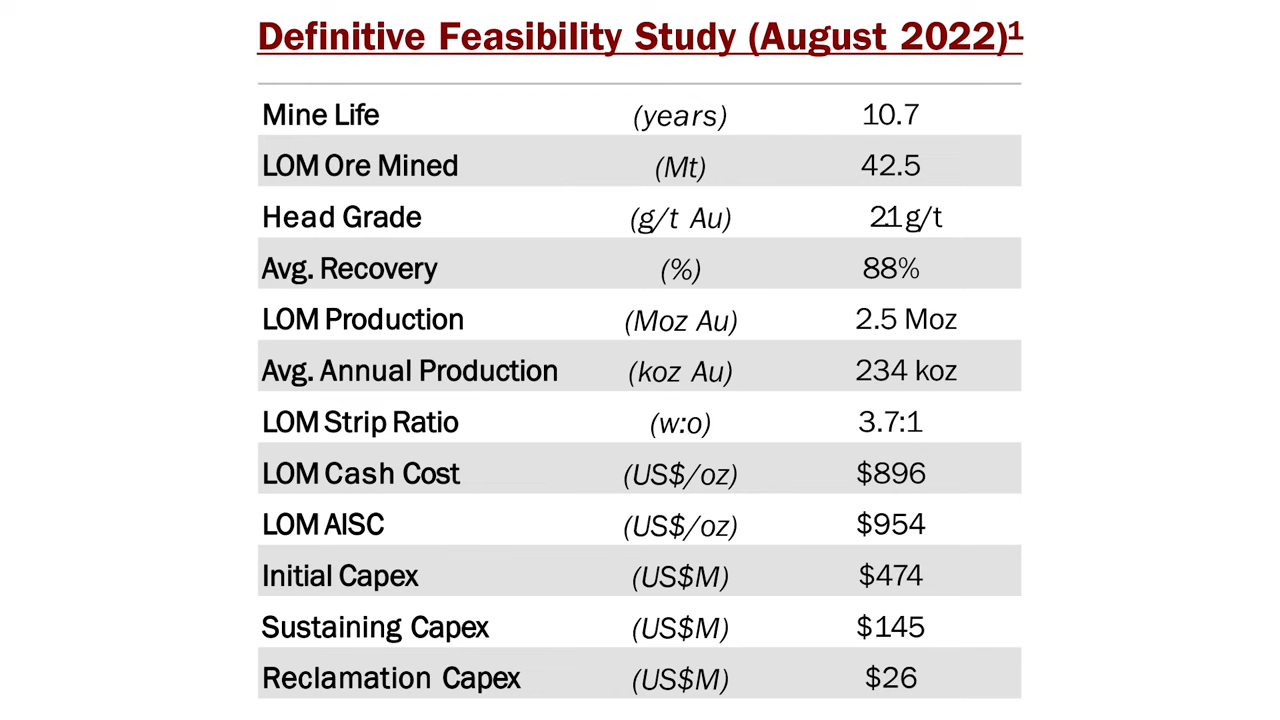 Definitive Feasibility Study (August 2022)¹
Mine Life (years) 10.7
LOM Ore Mined (Mt) 42.5
Head Grade (g/t Au) 2.1 g/t
Avg. Recovery (%) 88%
LOM Production (Moz Au) 2.5 Moz
Avg. Annual Production (koz Au) 234 koz
LOM Strip Ratio (w:o) 3.7:1
LOM Cash Cost (US$/oz) $896
LOM AISC (US$/oz) $954
Initial Capex (US$M) $474
Sustaining Capex (US$M) $145
Reclamation Capex (US$M) $26